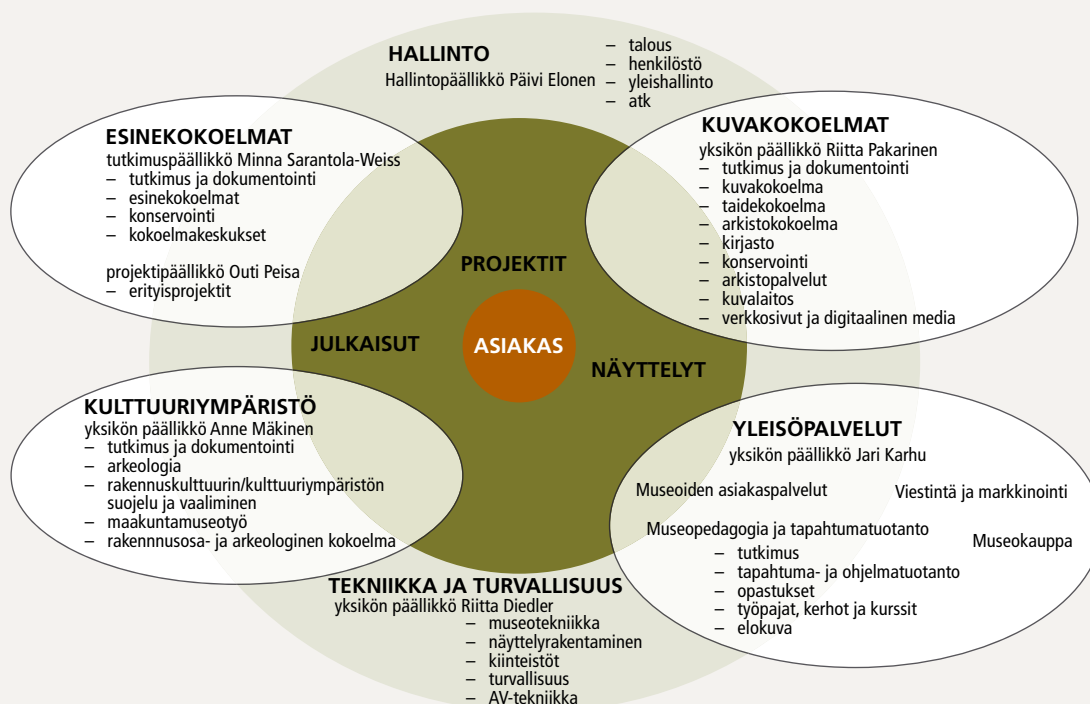 HALLINTO
Hallintopäällikkö Päivi Elonen
– talous
– henkilöstö
– yleishallinto
– atk
ESINEKOKOELMAT
tutkimuspäällikkö Minna Sarantola-Weiss
– tutkimus ja dokumentointi
– esinekokoelmat
– konservointi
– kokoelmakeskukset
projektipäällikkö Outi Peisa
– erityisprojektit
KUVAKOKOELMAT
yksikön päällikkö Riitta Pakarinen
– tutkimus ja dokumentointi
– kuvakokoelma
– taidekokoelma
– arkistokokoelma
– kirjasto
– konservointi
– arkistopalvelut
– kuvalaitos
– verkkosivut ja digitaalinen media
PROJEKTIT
JULKAISUT
ASIAKAS
NÄYTTELYT
KULTTUURIYMPÄRISTÖ
yksikön päällikkö Anne Mäkinen
– tutkimus ja dokumentointi
– arkeologia
– rakennuskulttuurin/kulttuuriympäristön
suojelu ja vaaliminen
– maakuntamuseotyö
– rakennnusosa- ja arkeologinen kokoelma
YLEISÖPALVELUT
yksikön päällikkö Jari Karhu
Museoiden asiakaspalvelut
Viestintä ja markkinointi
Museopedagogia ja tapahtumatuotanto
Museokauppa
– tutkimus
– tapahtuma- ja ohjelmatuotanto
– opastukset
– työpajat, kerhot ja kurssit
– elokuva
TEKNIIKKA JA TURVALLISUUS
yksikön päällikkö Riitta Diedler
– museotekniikka
– näyttelyrakentaminen
– kiinteistöt
– turvallisuus
– AV-tekniikka